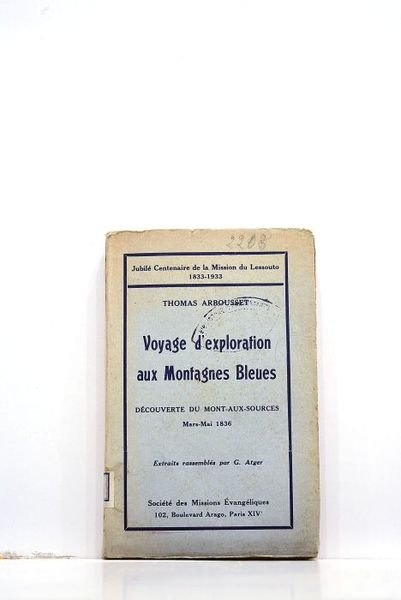 2208
Jubilé Centenaire de la Mission du Lessouto
1833-1933
THOMAS ARBOUSSET
Voyage d'exploration
aux Montagnes Bleues
DÉCOUVERTE DU MONT-AUX-SOURCES
Mars-Mai 1836
Extraits rassemblés par G. Atger
Société des Missions Évangéliques
102, Boulevard Arago, Paris XIVᵉ